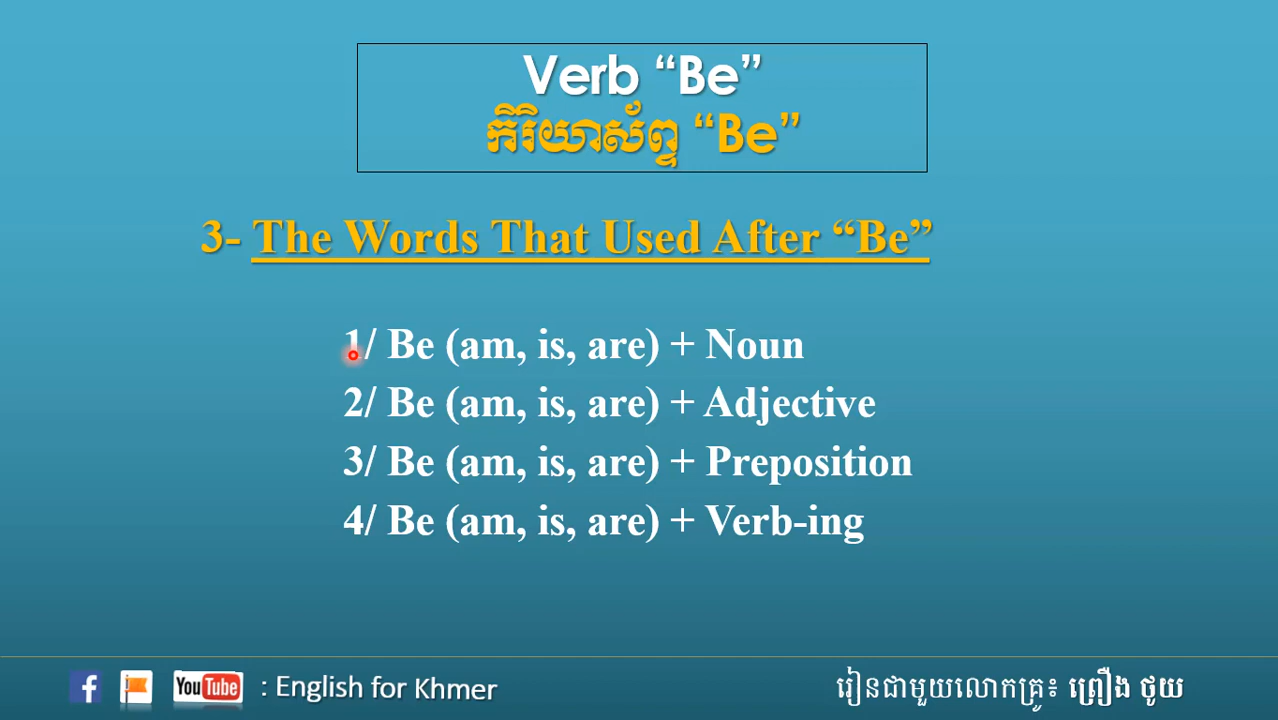 Verb “Be”
កិរិយាស័ព្ទ “Be”
3- The Words That Used After “Be”
1/ Be (am, is, are) + Noun
2/ Be (am, is, are) + Adjective
3/ Be (am, is, are) + Preposition
4/ Be (am, is, are) + Verb-ing
f YouTube : English for Khmer
រៀនជាមួយលោកគ្រូ៖ ព្រឿង ថូយ